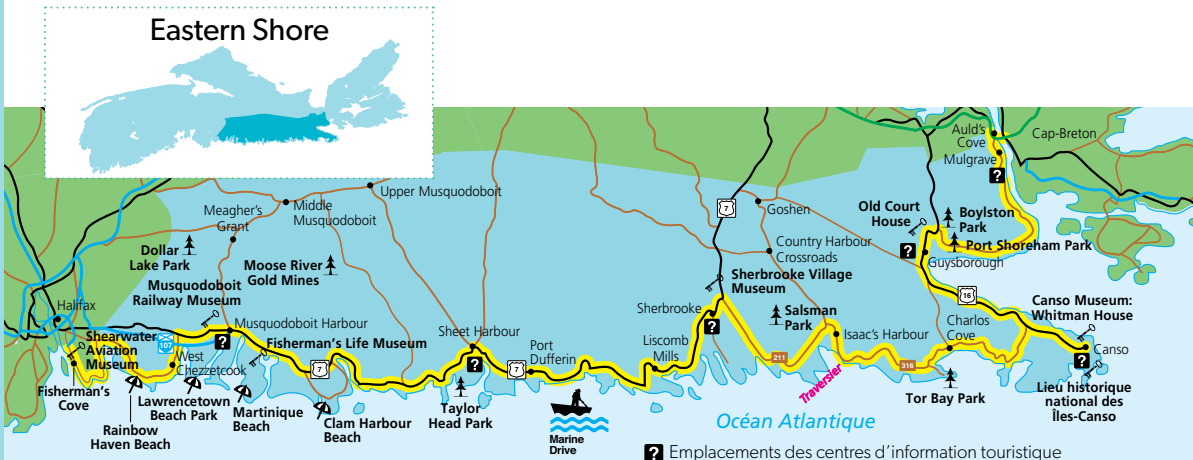 Eastern Shore
Auld's
Cove
Cap-Breton
Mulgrave
?
Upper Musquodoboit
Middle
Musquodoboit
Meagher's
Grant
7
Goshen
Old Court
House
Boylston
Park
Port Shoreham Park
?
Guysborough
Dollar
Lake Park
Moose River
Gold Mines
Country Harbour
Crossroads
Sherbrooke Village
Museum
Musquodoboit
Railway Museum
16
Canso Museum:
Whitman House
Halifax
Musquodoboit Harbour
Sheet Harbour
Sherbrooke
?
Salsman
Park
Isaac's Harbour
Charlos
Cove
Canso
?
Shearwater
Aviation
Museum
107
West
Chezzetcook
?
Fisherman's Life Museum
7
?
7
Port
Dufferin
Liscomb
Mills
211
316
Traversier
Fisherman's
Cove
Rainbow
Haven Beach
Lawrencetown
Beach Park
Martinique
Beach
Clam Harbour
Beach
Taylor
Head Park
Marine
Drive
Tor Bay Park
Lieu historique
national des
Îles-Canso
Océan Atlantique
? Emplacements des centres d'information touristique